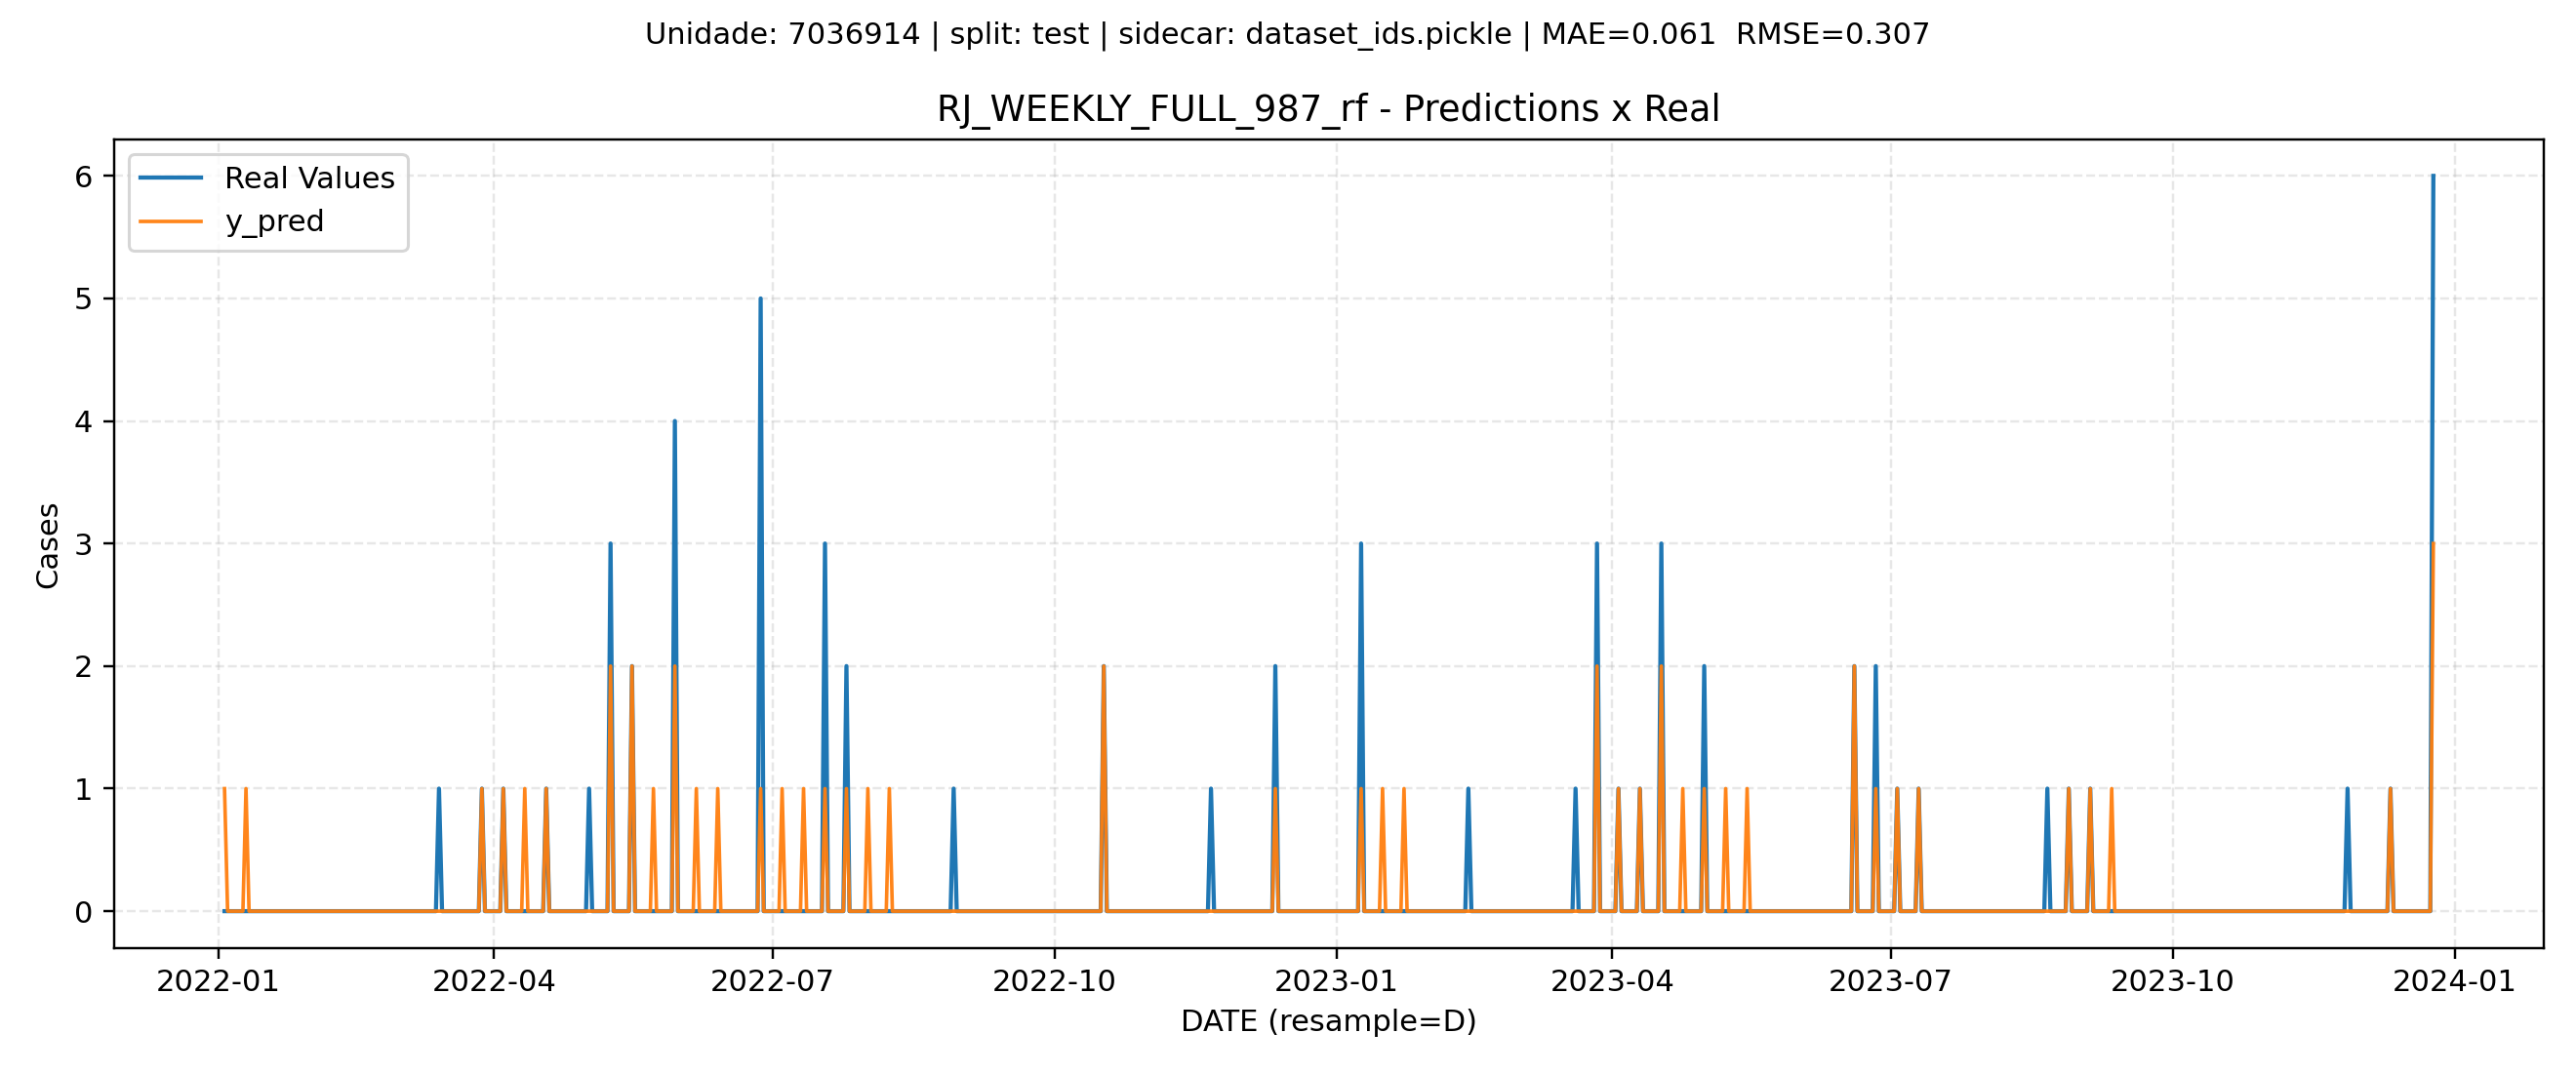 Unidade: 7036914 | split: test | sidecar: dataset_ids.pickle | MAE=0.061  RMSE=0.307
RJ_WEEKLY_FULL_987_rf - Predictions x Real
Real Values
y_pred
6
5
4
3
2
1
0
Cases
2022-01
2022-04
2022-07
2022-10
2023-01
2023-04
2023-07
2023-10
2024-01
DATE (resample=D)